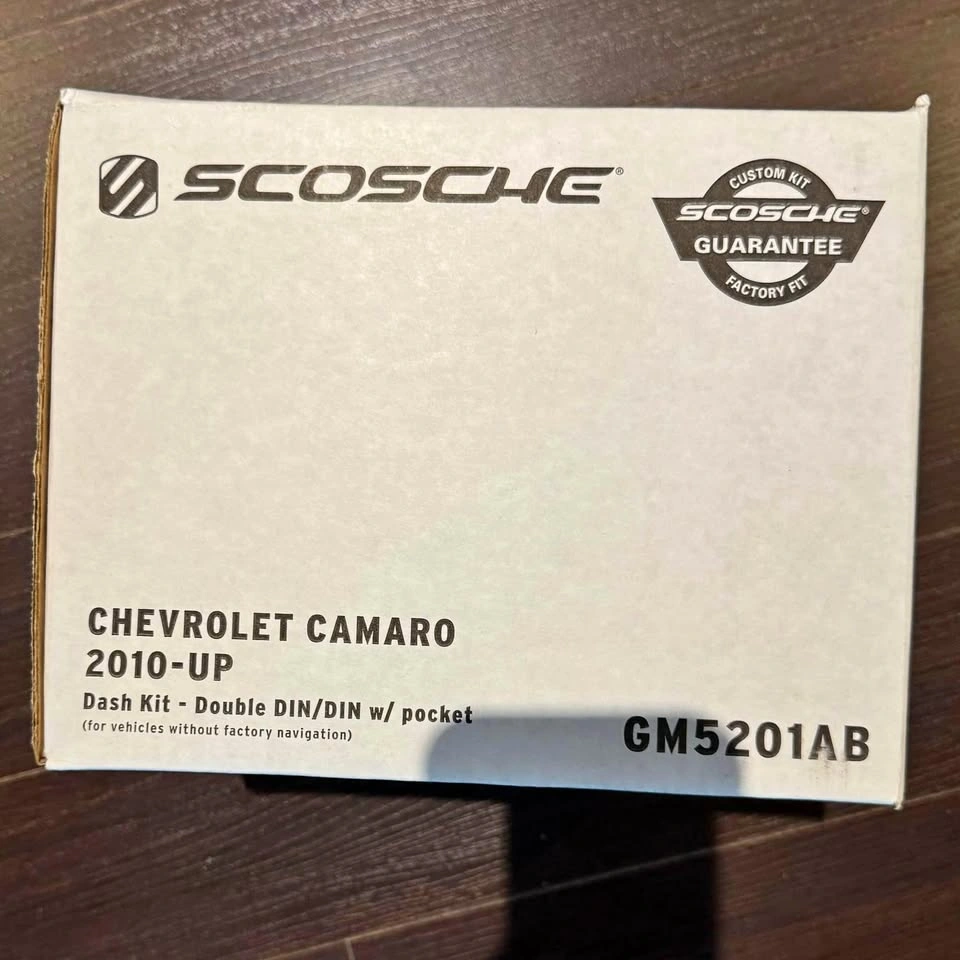 SCOSCHE®
CUSTOM KIT
SCOSCHE®
GUARANTEE
FACTORY FIT
CHEVROLET CAMARO
2010-UP
Dash Kit - Double DIN/DIN w/ pocket
(for vehicles without factory navigation)
GM5201AB